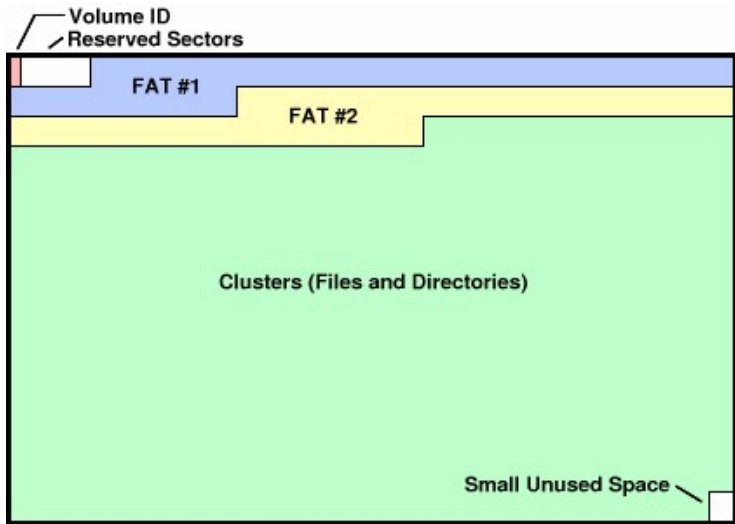 Volume ID
Reserved Sectors
FAT #1
FAT #2
Clusters (Files and Directories)
Small Unused Space